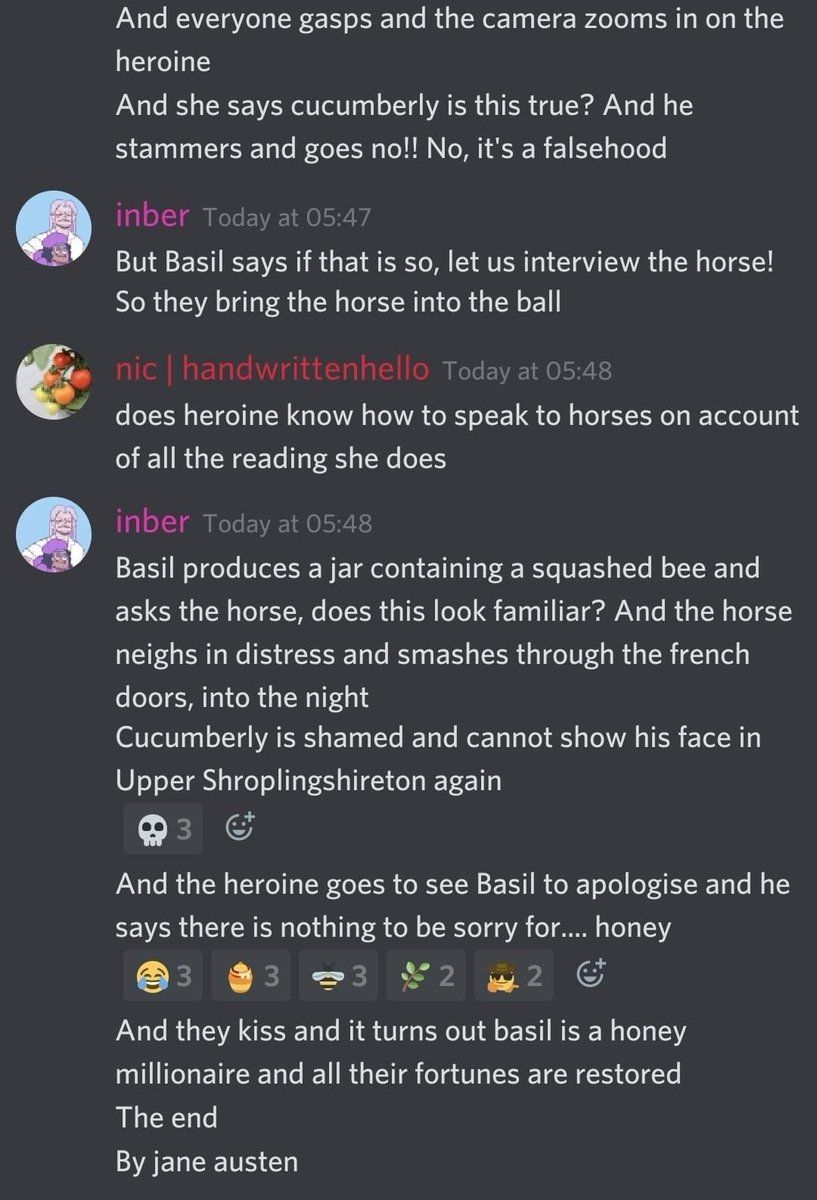 And everyone gasps and the camera zooms in on the
heroine
And she says cucumberly is this true? And he
stammers and goes no!! No, it's a falsehood
inber Today at 05:47
But Basil says if that is so, let us interview the horse!
So they bring the horse into the ball
nic | handwrittenhello Today at 05:48
does heroine know how to speak to horses on account
of all the reading she does
inber Today at 05:48
Basil produces a jar containing a squashed bee and
asks the horse, does this look familiar? And the horse
neighs in distress and smashes through the french
doors, into the night
Cucumberly is shamed and cannot show his face in
Upper Shroplingshireton again
3
And the heroine goes to see Basil to apologise and he
says there is nothing to be sorry for.... honey
3 3 3 2 2
And they kiss and it turns out basil is a honey
millionaire and all their fortunes are restored
The end
By jane austen